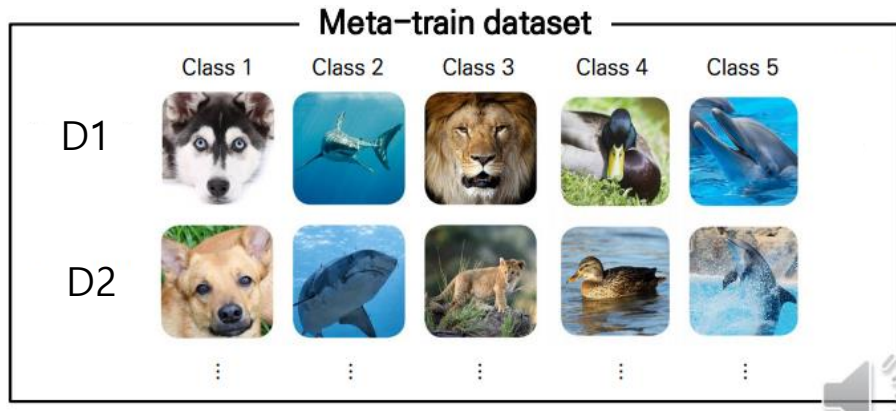 Meta-train dataset
Class 1 Class 2 Class 3 Class 4 Class 5
D1
D2
⋮ ⋮ ⋮ ⋮ ⋮